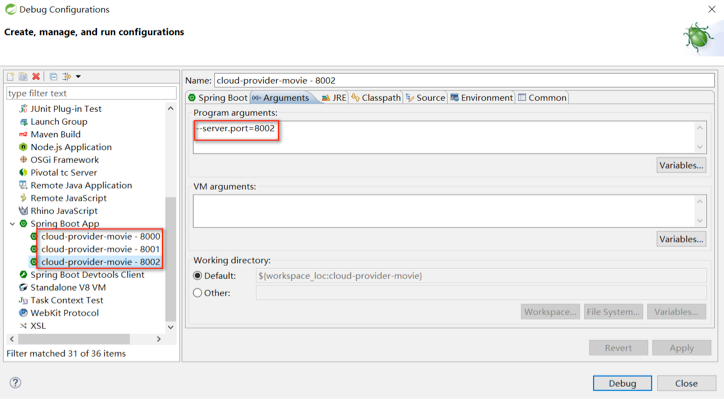 Debug Configurations
Create, manage, and run configurations
type filter text
JUnit Plug-in Test
Launch Group
Maven Build
Node.js Application
OSGi Framework
Pivotal tc Server
Remote Java Application
Remote JavaScript
Rhino JavaScript
Spring Boot App
cloud-provider-movie - 8000
cloud-provider-movie - 8001
cloud-provider-movie - 8002
Spring Boot Devtools Client
Standalone V8 VM
Task Context Test
WebKit Protocol
XSL
Filter matched 31 of 36 items
Name: cloud-provider-movie - 8002
Spring Boot Arguments JRE Classpath Source Environment Common
Program arguments:
--server.port=8002
Variables...
VM arguments:
Variables...
Working directory:
Default: ${workspace_loc:cloud-provider-movie}
Other:
Workspace... File System... Variables...
Revert Apply
Debug Close